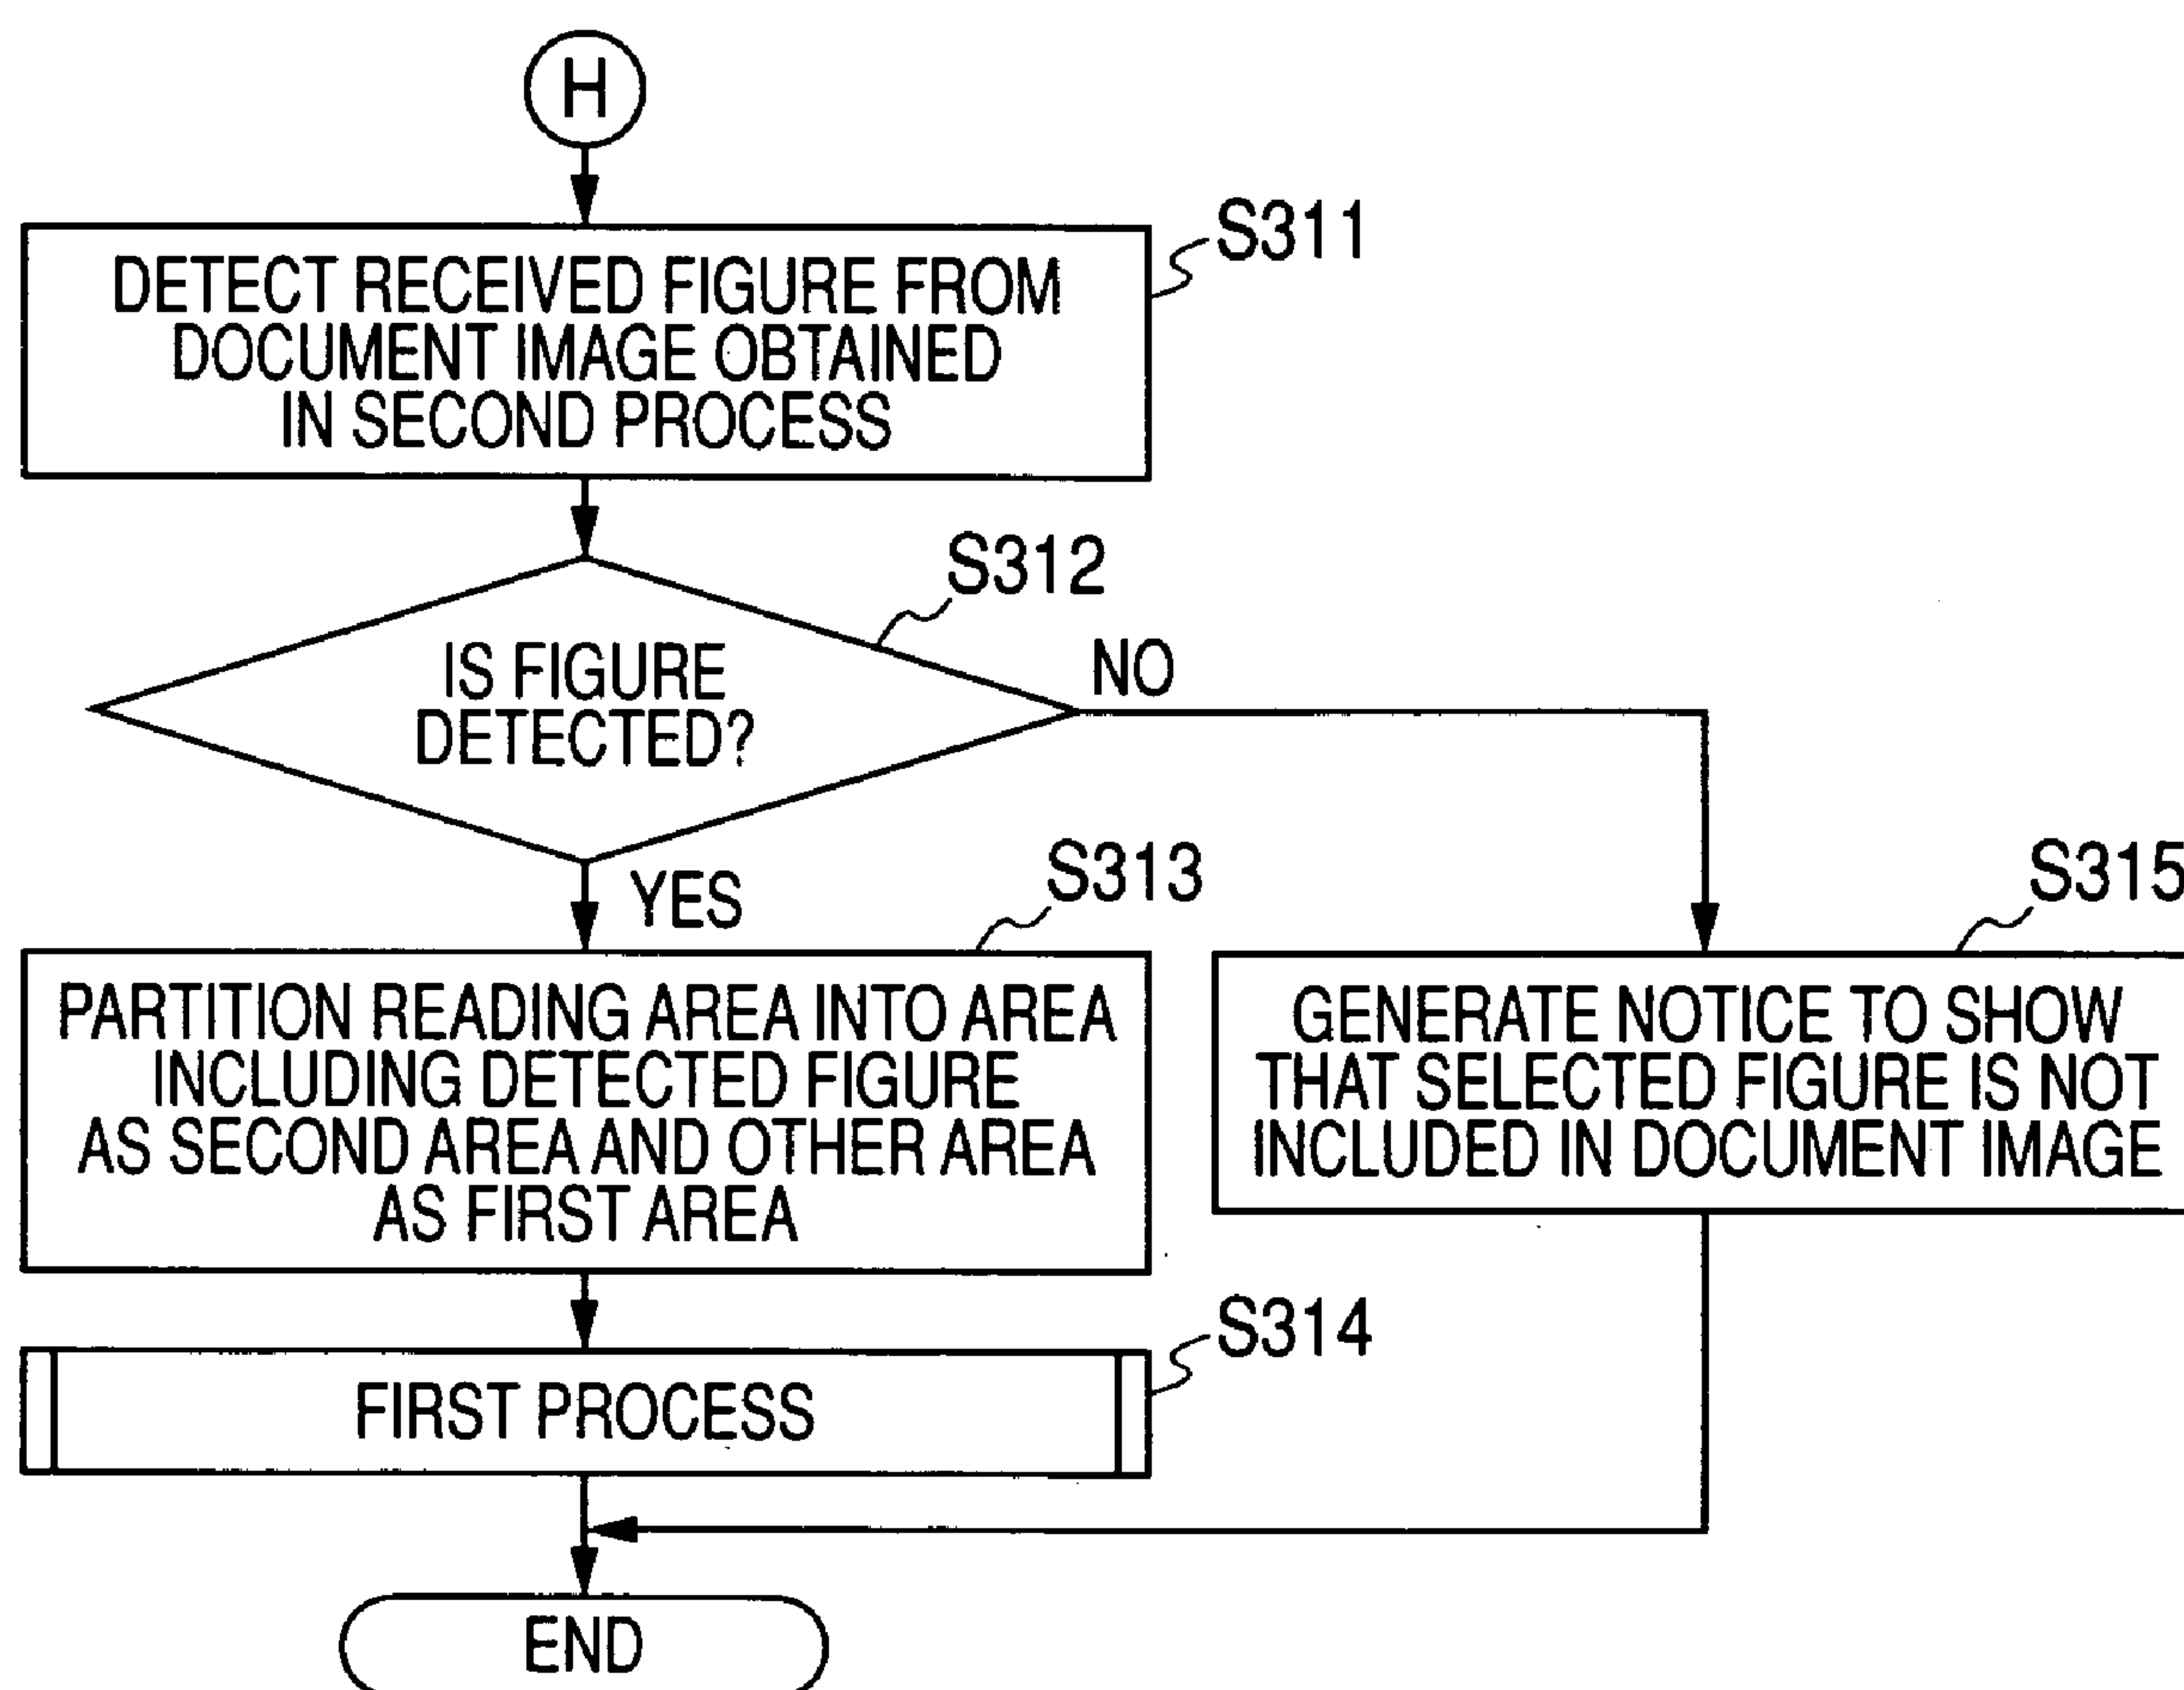 H
S311
DETECT RECEIVED FIGURE FROM
DOCUMENT IMAGE OBTAINED
IN SECOND PROCESS
S312
IS FIGURE
DETECTED?
NO
YES
S313
PARTITION READING AREA INTO AREA
INCLUDING DETECTED FIGURE
AS SECOND AREA AND OTHER AREA
AS FIRST AREA
S315
GENERATE NOTICE TO SHOW
THAT SELECTED FIGURE IS NOT
INCLUDED IN DOCUMENT IMAGE
S314
FIRST PROCESS
END